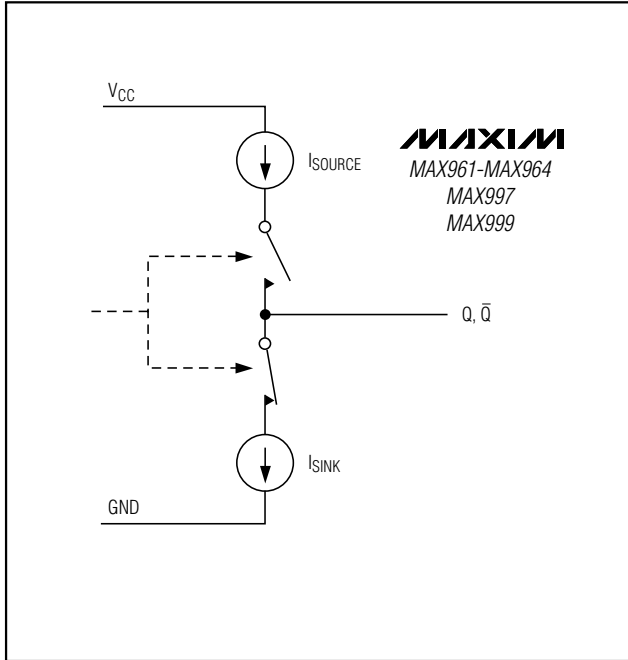 VCC
ISOURCE
MAXIM
MAX961-MAX964
MAX997
MAX999
Q, Q̅
ISINK
GND